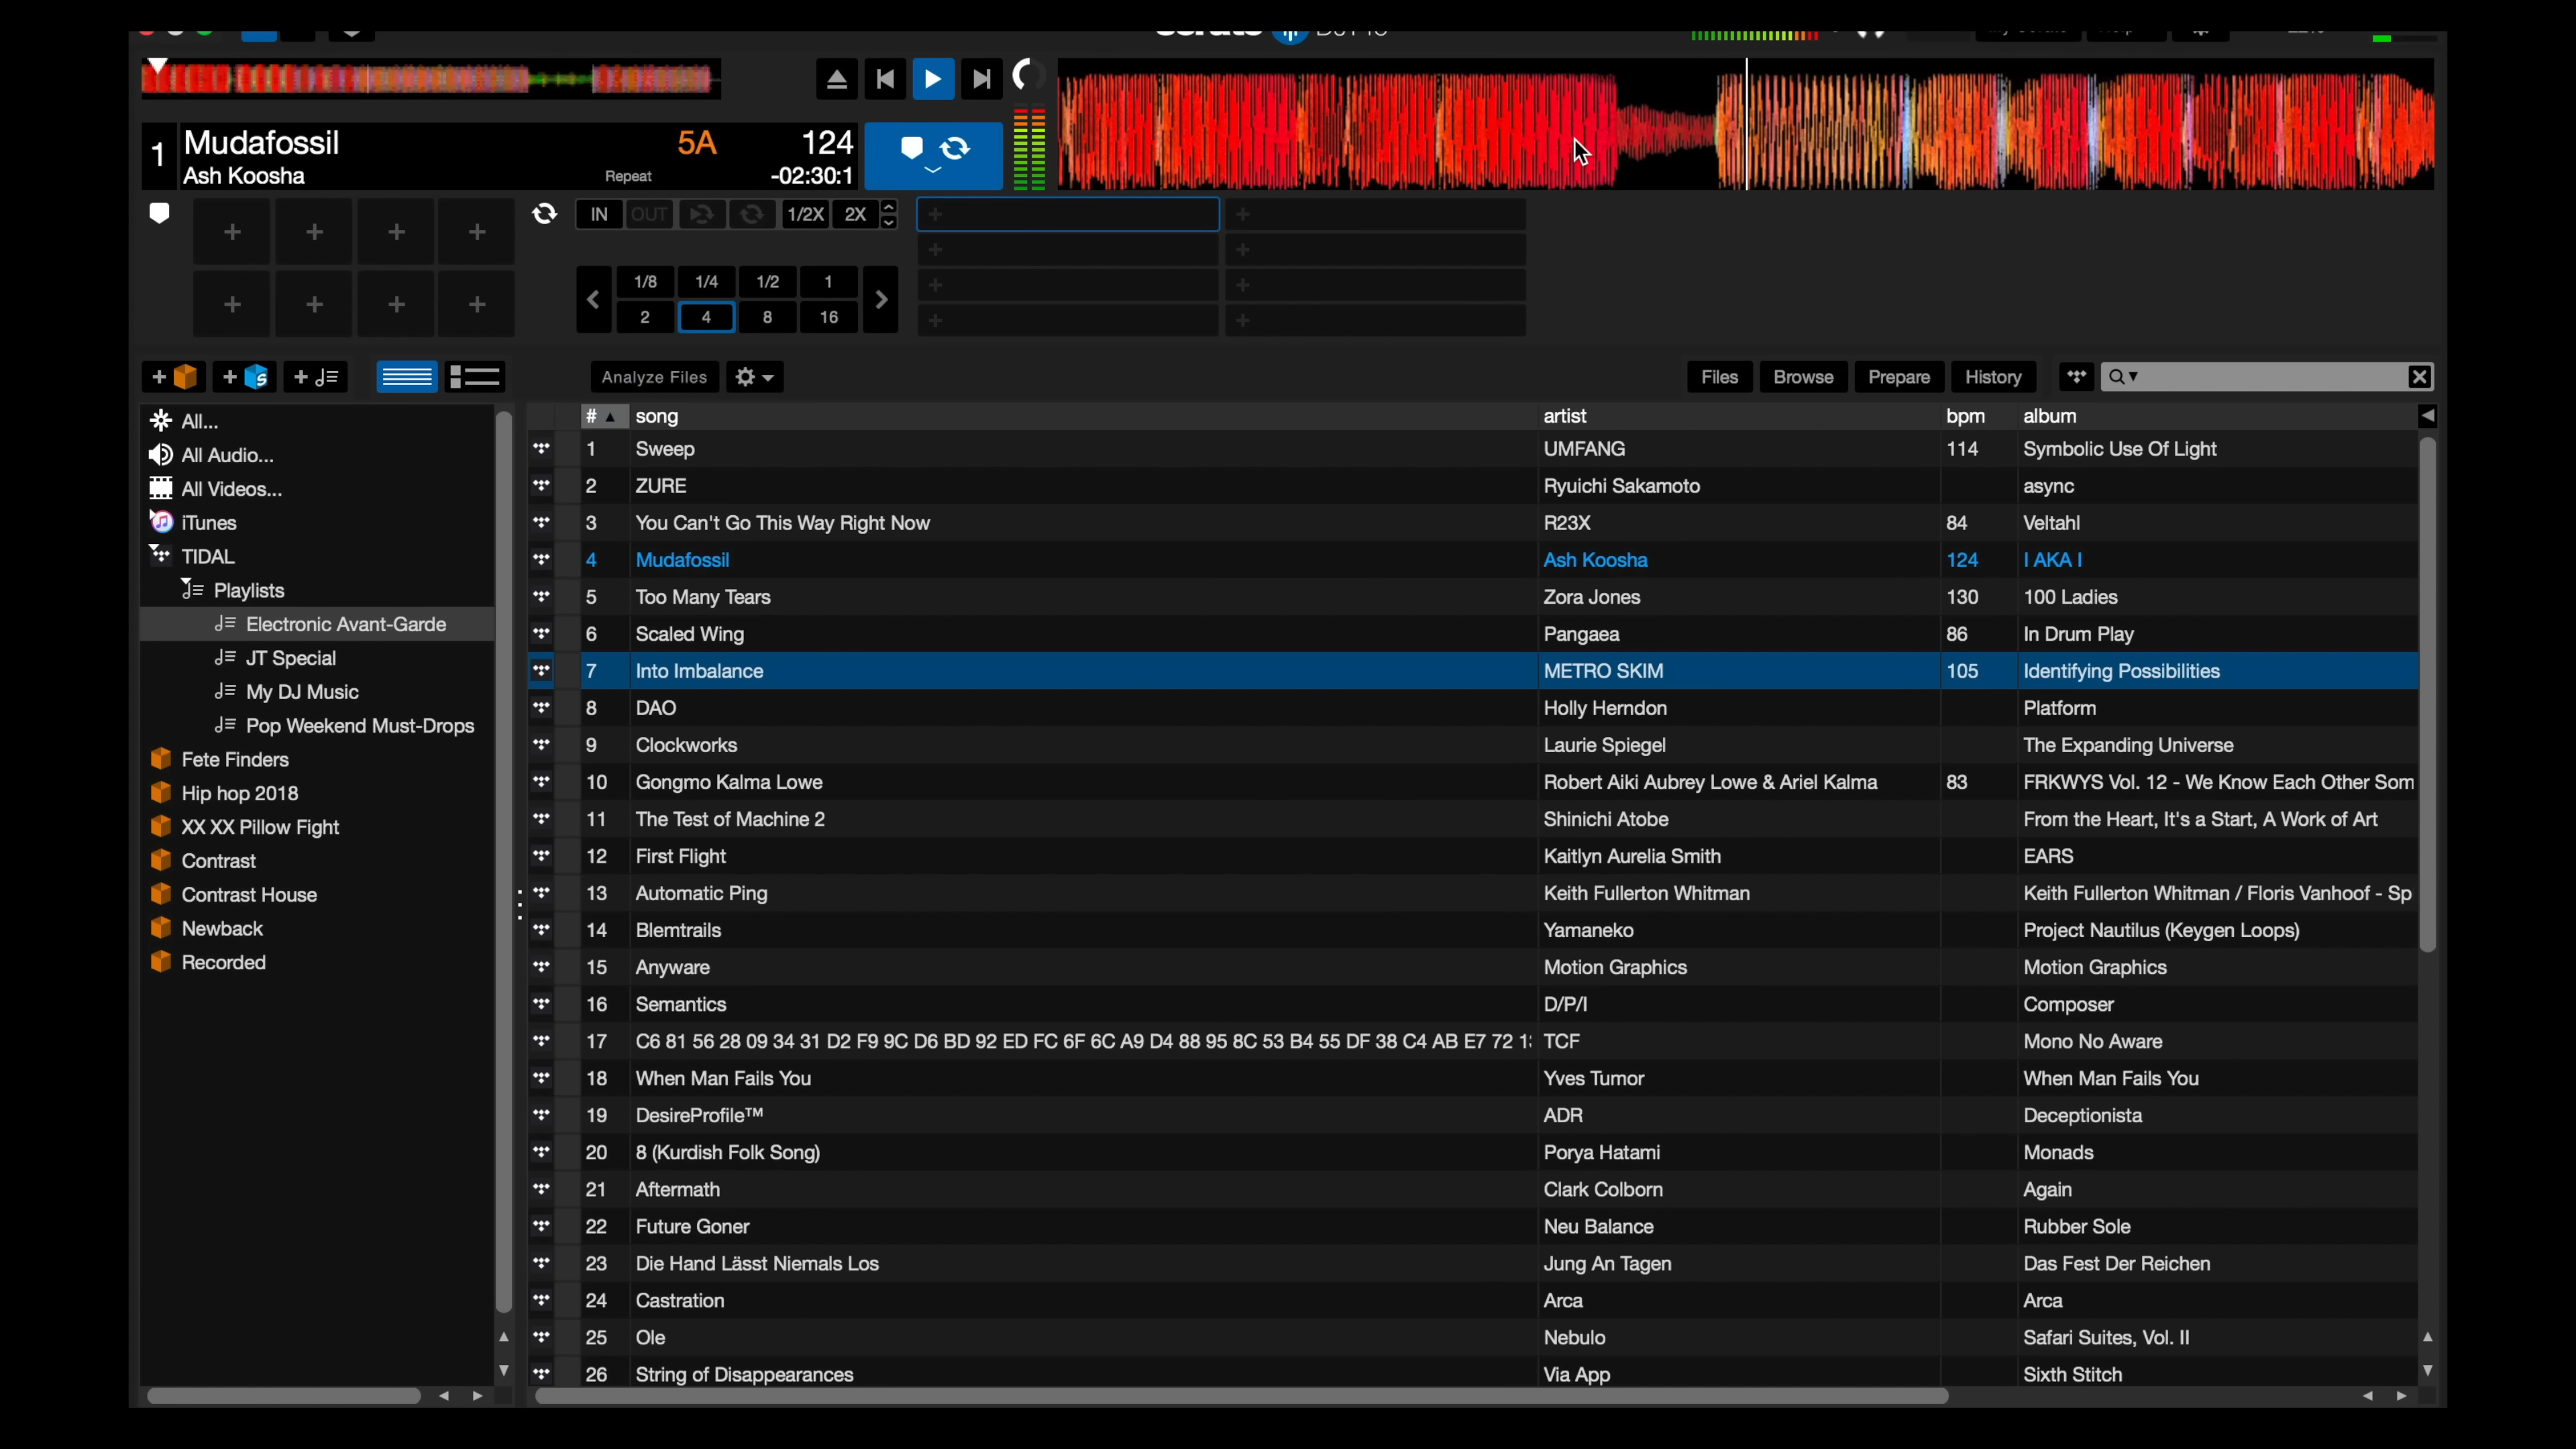 1 Mudafossil 5A 124
Ash Koosha Repeat -02:30:1
IN OUT 1/2X 2X
1/8 1/4 1/2 1
2 4 8 16
Analyze Files Files Browse Prepare History
All...
All Audio...
All Videos...
iTunes
TIDAL
Playlists
Electronic Avant-Garde
JT Special
My DJ Music
Pop Weekend Must-Drops
Fete Finders
Hip hop 2018
XX XX Pillow Fight
Contrast
Contrast House
Newback
Recorded
# song artist bpm album
1 Sweep UMFANG 114 Symbolic Use Of Light
2 ZURE Ryuichi Sakamoto async
3 You Can't Go This Way Right Now R23X 84 Veltahl
4 Mudafossil Ash Koosha 124 I AKA I
5 Too Many Tears Zora Jones 130 100 Ladies
6 Scaled Wing Pangaea 86 In Drum Play
7 Into Imbalance METRO SKIM 105 Identifying Possibilities
8 DAO Holly Herndon Platform
9 Clockworks Laurie Spiegel The Expanding Universe
10 Gongmo Kalma Lowe Robert Aiki Aubrey Lowe & Ariel Kalma 83 FRKWYS Vol. 12 - We Know Each Other Som
11 The Test of Machine 2 Shinichi Atobe From the Heart, It's a Start, A Work of Art
12 First Flight Kaitlyn Aurelia Smith EARS
13 Automatic Ping Keith Fullerton Whitman Keith Fullerton Whitman / Floris Vanhoof - Sp
14 Blemtrails Yamaneko Project Nautilus (Keygen Loops)
15 Anyware Motion Graphics Motion Graphics
16 Semantics D/P/I Composer
17 C6 81 56 28 09 34 31 D2 F9 9C D6 BD 92 ED FC 6F 6C A9 D4 88 95 8C 53 B4 55 DF 38 C4 AB E7 72 TCF Mono No Aware
18 When Man Fails You Yves Tumor When Man Fails You
19 DesireProfile™ ADR Deceptionista
20 8 (Kurdish Folk Song) Porya Hatami Monads
21 Aftermath Clark Colborn Again
22 Future Goner Neu Balance Rubber Sole
23 Die Hand Lässt Niemals Los Jung An Tagen Das Fest Der Reichen
24 Castration Arca Arca
25 Ole Nebulo Safari Suites, Vol. II
26 String of Disappearances Via App Sixth Stitch